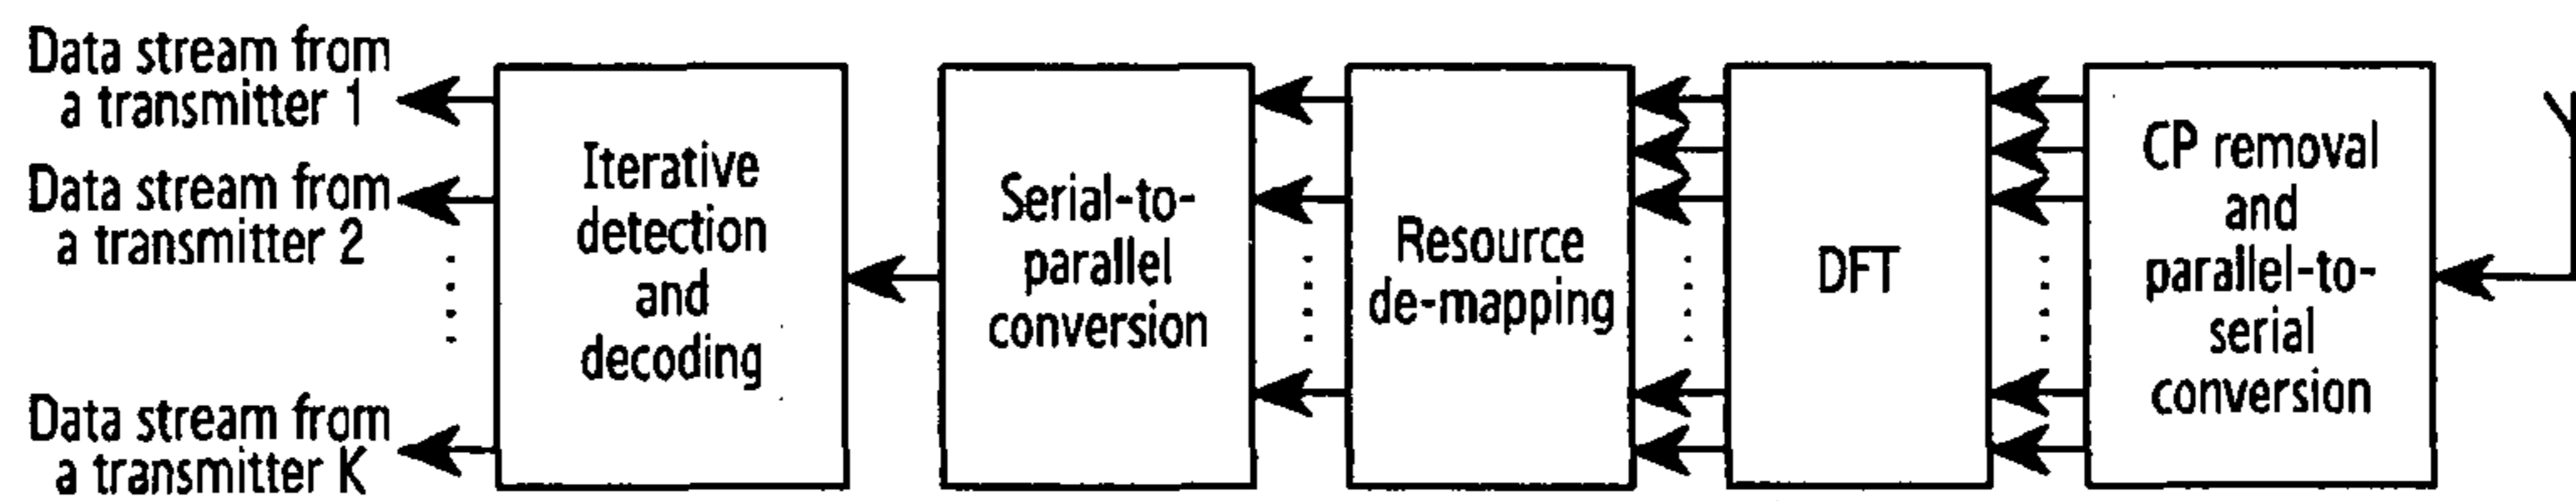 Data stream from
a transmitter 1
Data stream from
a transmitter 2
Data stream from
a transmitter K
Iterative
detection
and
decoding
Serial-to-
parallel
conversion
Resource
de-mapping
DFT
CP removal
and
parallel-to-
serial
conversion